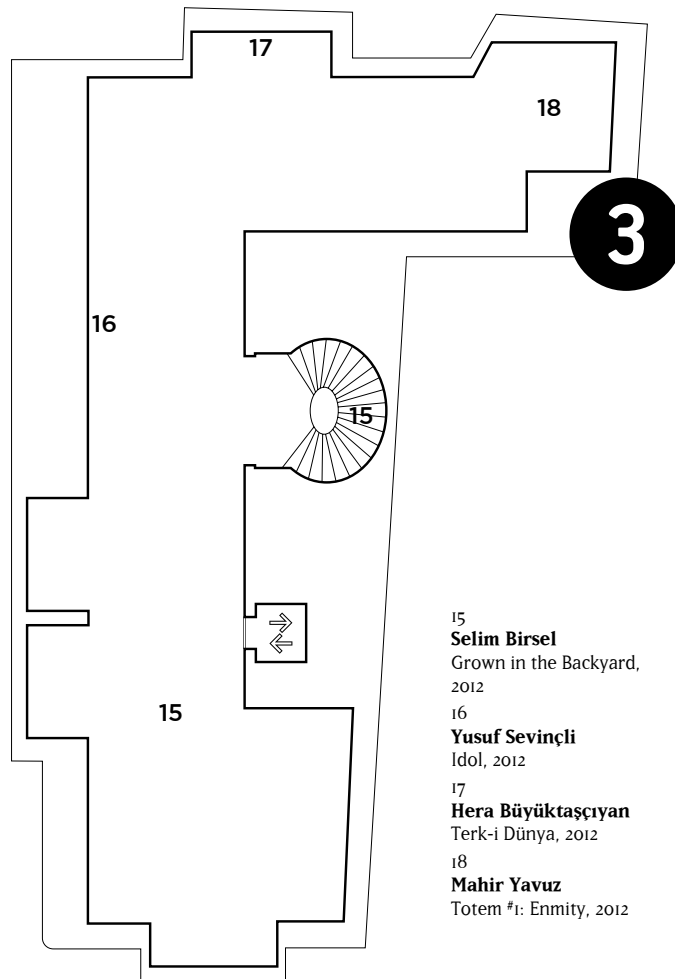 17
18
3
16
15
15
15
Selim Birsel
Grown in the Backyard,
2012
16
Yusuf Sevinçli
Idol, 2012
17
Hera Büyüktaşçıyan
Terk-i Dünya, 2012
18
Mahir Yavuz
Totem #1: Enmity, 2012